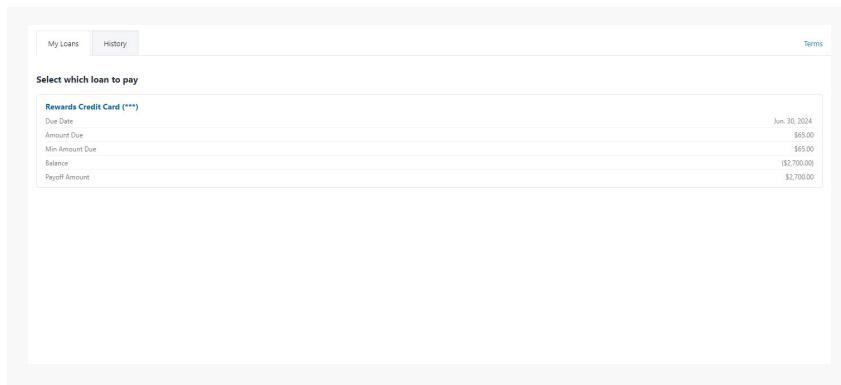 My Loans
History
Terms
Select which loan to pay
Rewards Credit Card (***)
Due Date Jun. 30, 2024
Amount Due $65.00
Min Amount Due $65.00
Balance ($2,700.00)
Payoff Amount $2,700.00